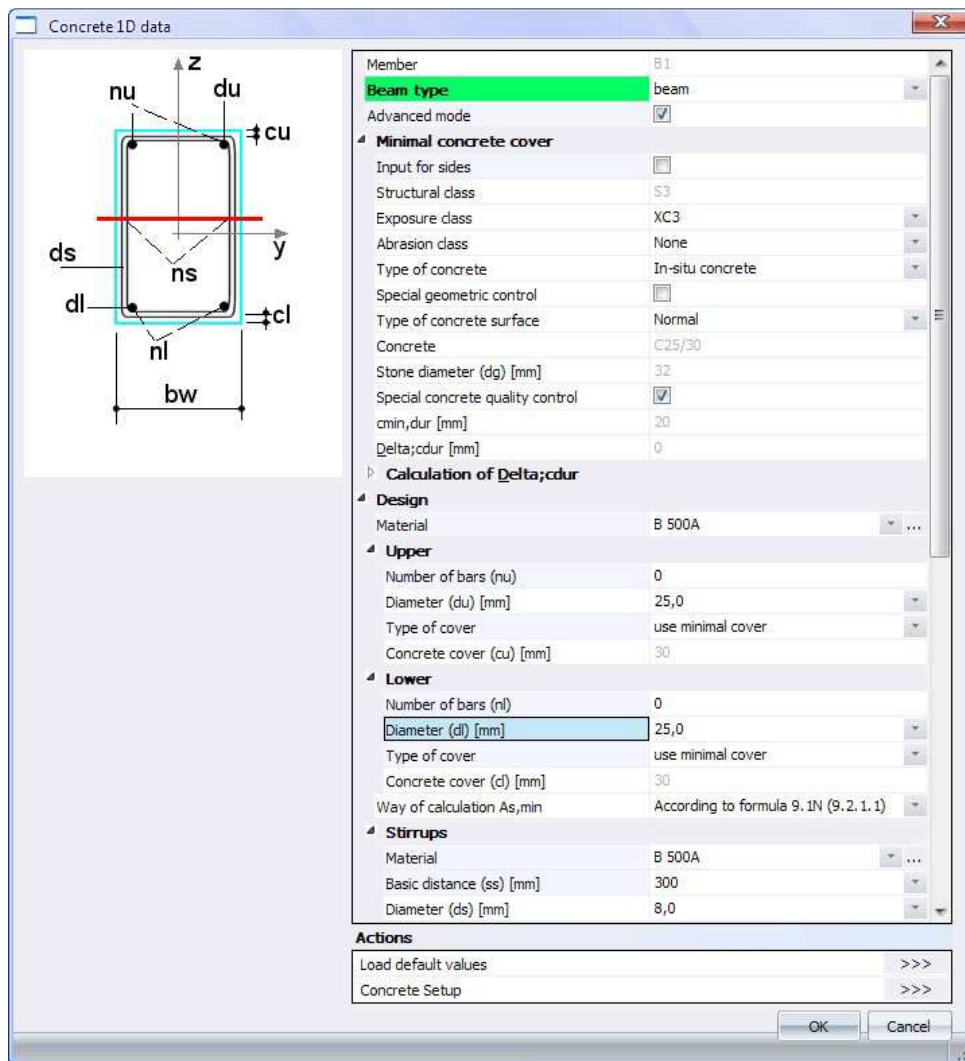 Concrete 1D data
z
nu
du
cu
y
ds
ns
dl
cl
nl
bw
Member B1
Beam type beam
Advanced mode
Minimal concrete cover
Input for sides
Structural class S3
Exposure class XC3
Abrasion class None
Type of concrete In-situ concrete
Special geometric control
Type of concrete surface Normal
Concrete C25/30
Stone diameter (dg) [mm] 32
Special concrete quality control
cmin,dur [mm] 20
Delta;cdur [mm] 0
Calculation of Delta;cdur
Design
Material B 500A ...
Upper
Number of bars (nu) 0
Diameter (du) [mm] 25,0
Type of cover use minimal cover
Concrete cover (cu) [mm] 30
Lower
Number of bars (nl) 0
Diameter (dl) [mm] 25,0
Type of cover use minimal cover
Concrete cover (cl) [mm] 30
Way of calculation As,min According to formula 9.1N (9.2.1.1)
Stirrups
Material B 500A ...
Basic distance (ss) [mm] 300
Diameter (ds) [mm] 8,0
Actions
Load default values >>>
Concrete Setup >>>
OK Cancel